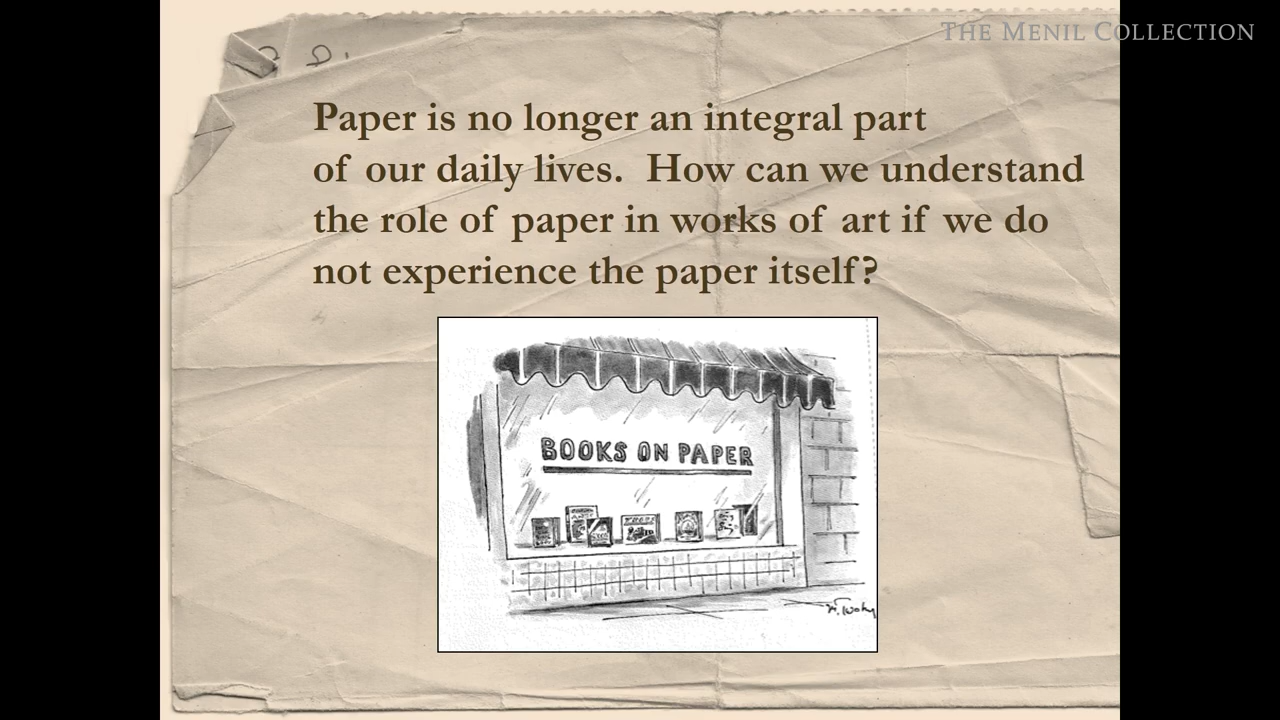 THE MENIL COLLECTION
Paper is no longer an integral part
of our daily lives. How can we understand
the role of paper in works of art if we do
not experience the paper itself?
BOOKS ON PAPER